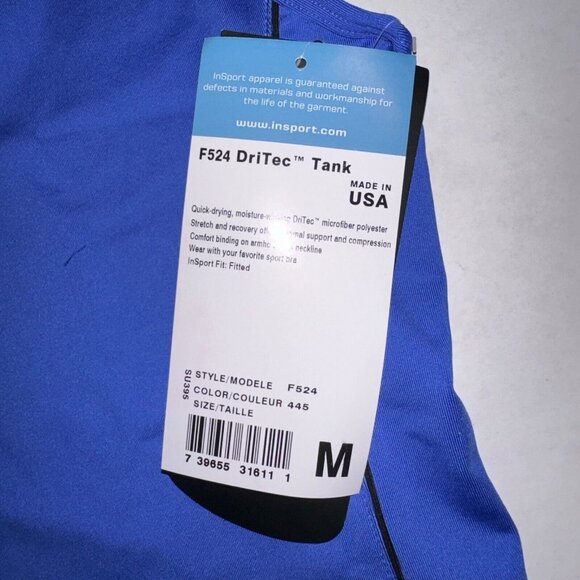 InSport apparel is guaranteed against
defects in materials and workmanship for
the life of the garment.
www.insport.com
F524 DriTec™ Tank
MADE IN
USA
Quick-drying, moisture- DriTec™ microfiber polyester
Stretch and recovery support and compression
Comfort binding on neckline
Wear with your favorite sport bra
InSport Fit: Fitted
SU395
STYLE/MODELE F524
COLOR/COULEUR 445
SIZE/TAILLE
M
7 39655 31611 1